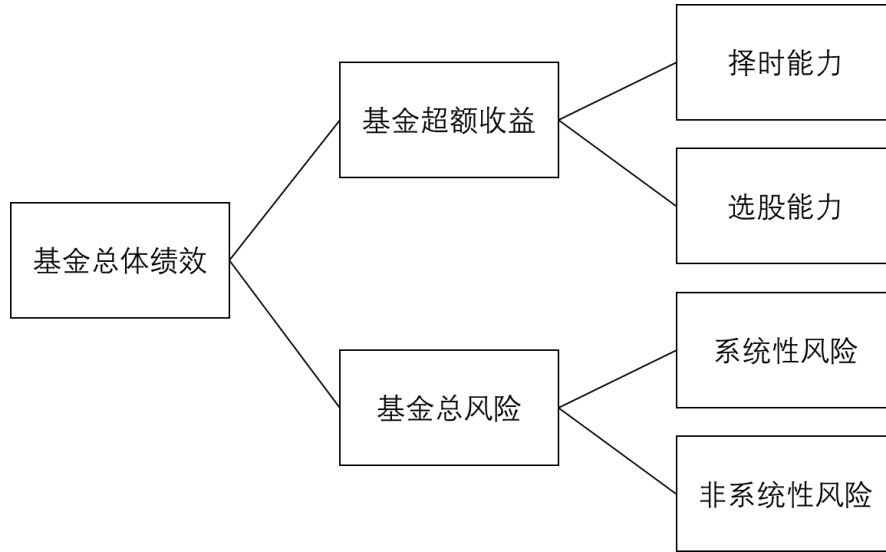 择时能力
基金超额收益
选股能力
基金总体绩效
系统性风险
基金总风险
非系统性风险